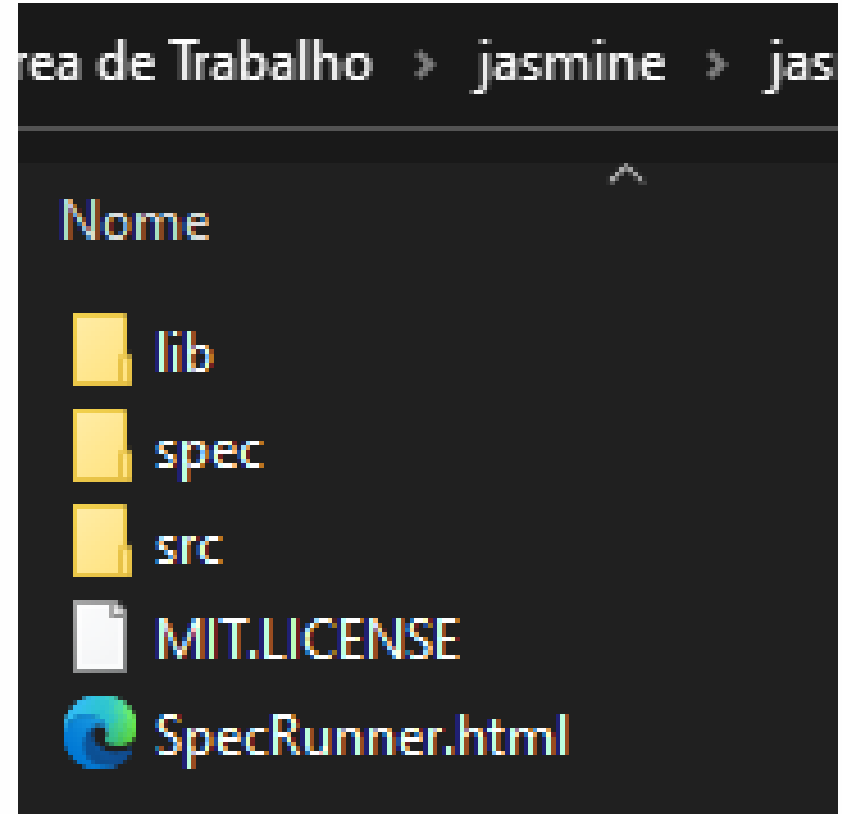 rea de Trabalho > jasmine > jas
Nome
lib
spec
src
MIT.LICENSE
SpecRunner.html